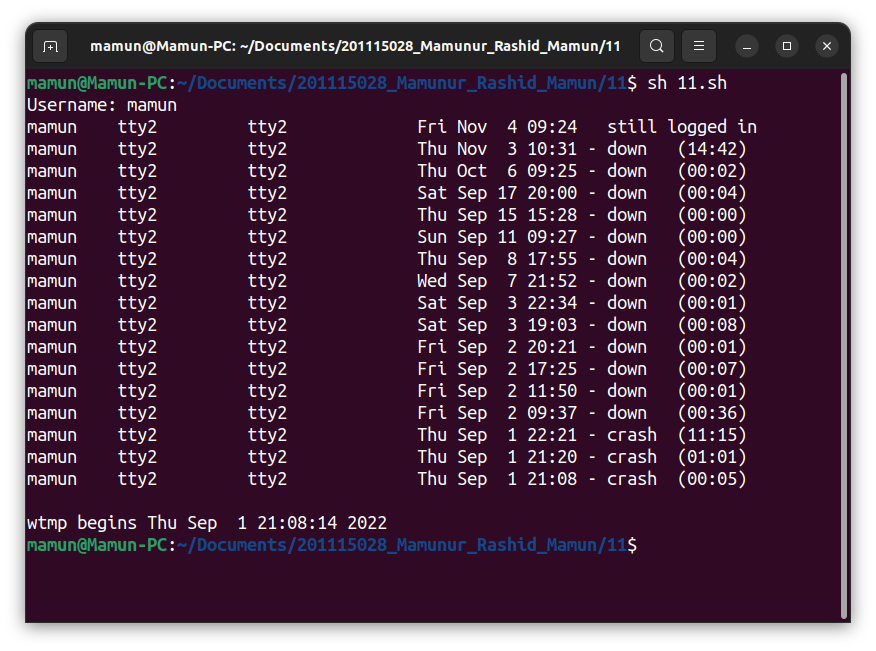 mamun@Mamun-PC: ~/Documents/201115028_Mamunur_Rashid_Mamun/11
mamun@Mamun-PC:~/Documents/201115028_Mamunur_Rashid_Mamun/11$ sh 11.sh
Username: mamun
mamun    tty2         tty2             Fri Nov  4 09:24   still logged in
mamun    tty2         tty2             Thu Nov  3 10:31 - down   (14:42)
mamun    tty2         tty2             Thu Oct  6 09:25 - down   (00:02)
mamun    tty2         tty2             Sat Sep 17 20:00 - down   (00:04)
mamun    tty2         tty2             Thu Sep 15 15:28 - down   (00:00)
mamun    tty2         tty2             Sun Sep 11 09:27 - down   (00:00)
mamun    tty2         tty2             Thu Sep  8 17:55 - down   (00:04)
mamun    tty2         tty2             Wed Sep  7 21:52 - down   (00:02)
mamun    tty2         tty2             Sat Sep  3 22:34 - down   (00:01)
mamun    tty2         tty2             Sat Sep  3 19:03 - down   (00:08)
mamun    tty2         tty2             Fri Sep  2 20:21 - down   (00:01)
mamun    tty2         tty2             Fri Sep  2 17:25 - down   (00:07)
mamun    tty2         tty2             Fri Sep  2 11:50 - down   (00:01)
mamun    tty2         tty2             Fri Sep  2 09:37 - down   (00:36)
mamun    tty2         tty2             Thu Sep  1 22:21 - crash  (11:15)
mamun    tty2         tty2             Thu Sep  1 21:20 - crash  (01:01)
mamun    tty2         tty2             Thu Sep  1 21:08 - crash  (00:05)
wtmp begins Thu Sep  1 21:08:14 2022
mamun@Mamun-PC:~/Documents/201115028_Mamunur_Rashid_Mamun/11$